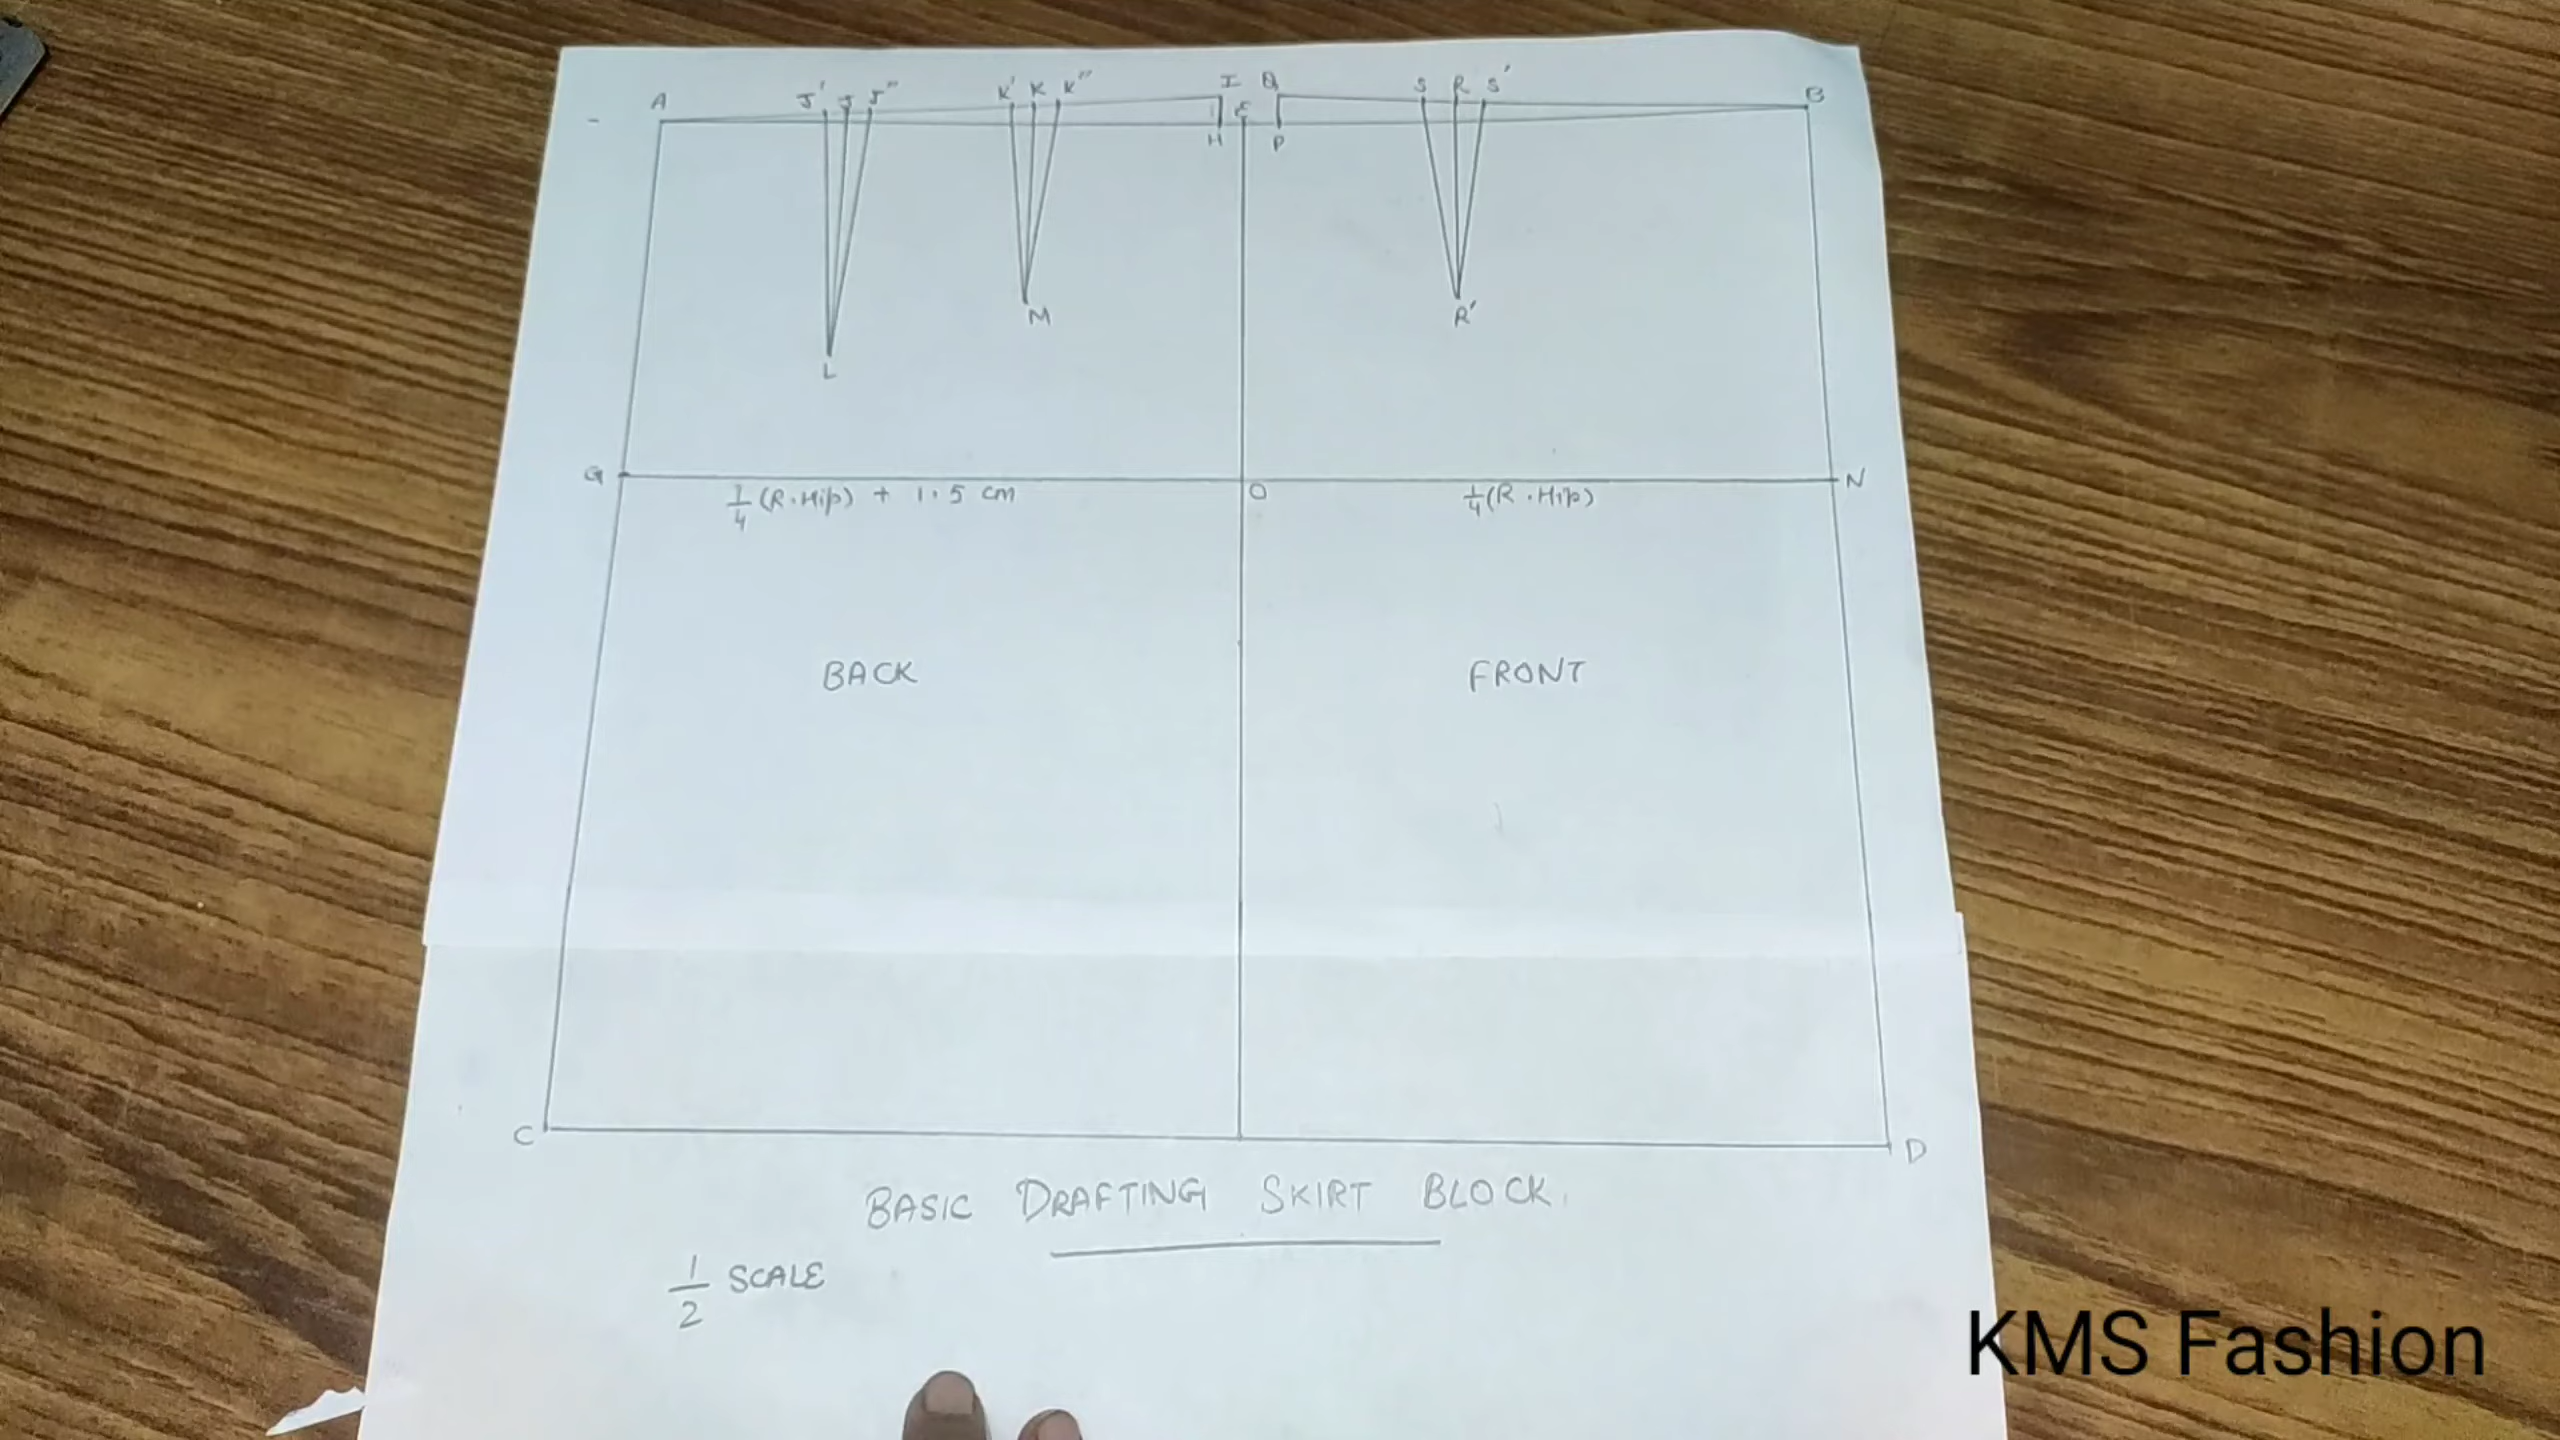 A J' J J" K' K K" I Q S R S' B
E
H P
M R'
L
G O N
1/4 (R.Hip) + 1.5 cm 1/4 (R.Hip)
BACK FRONT
C D
BASIC DRAFTING SKIRT BLOCK.
1/2 SCALE
KMS Fashion